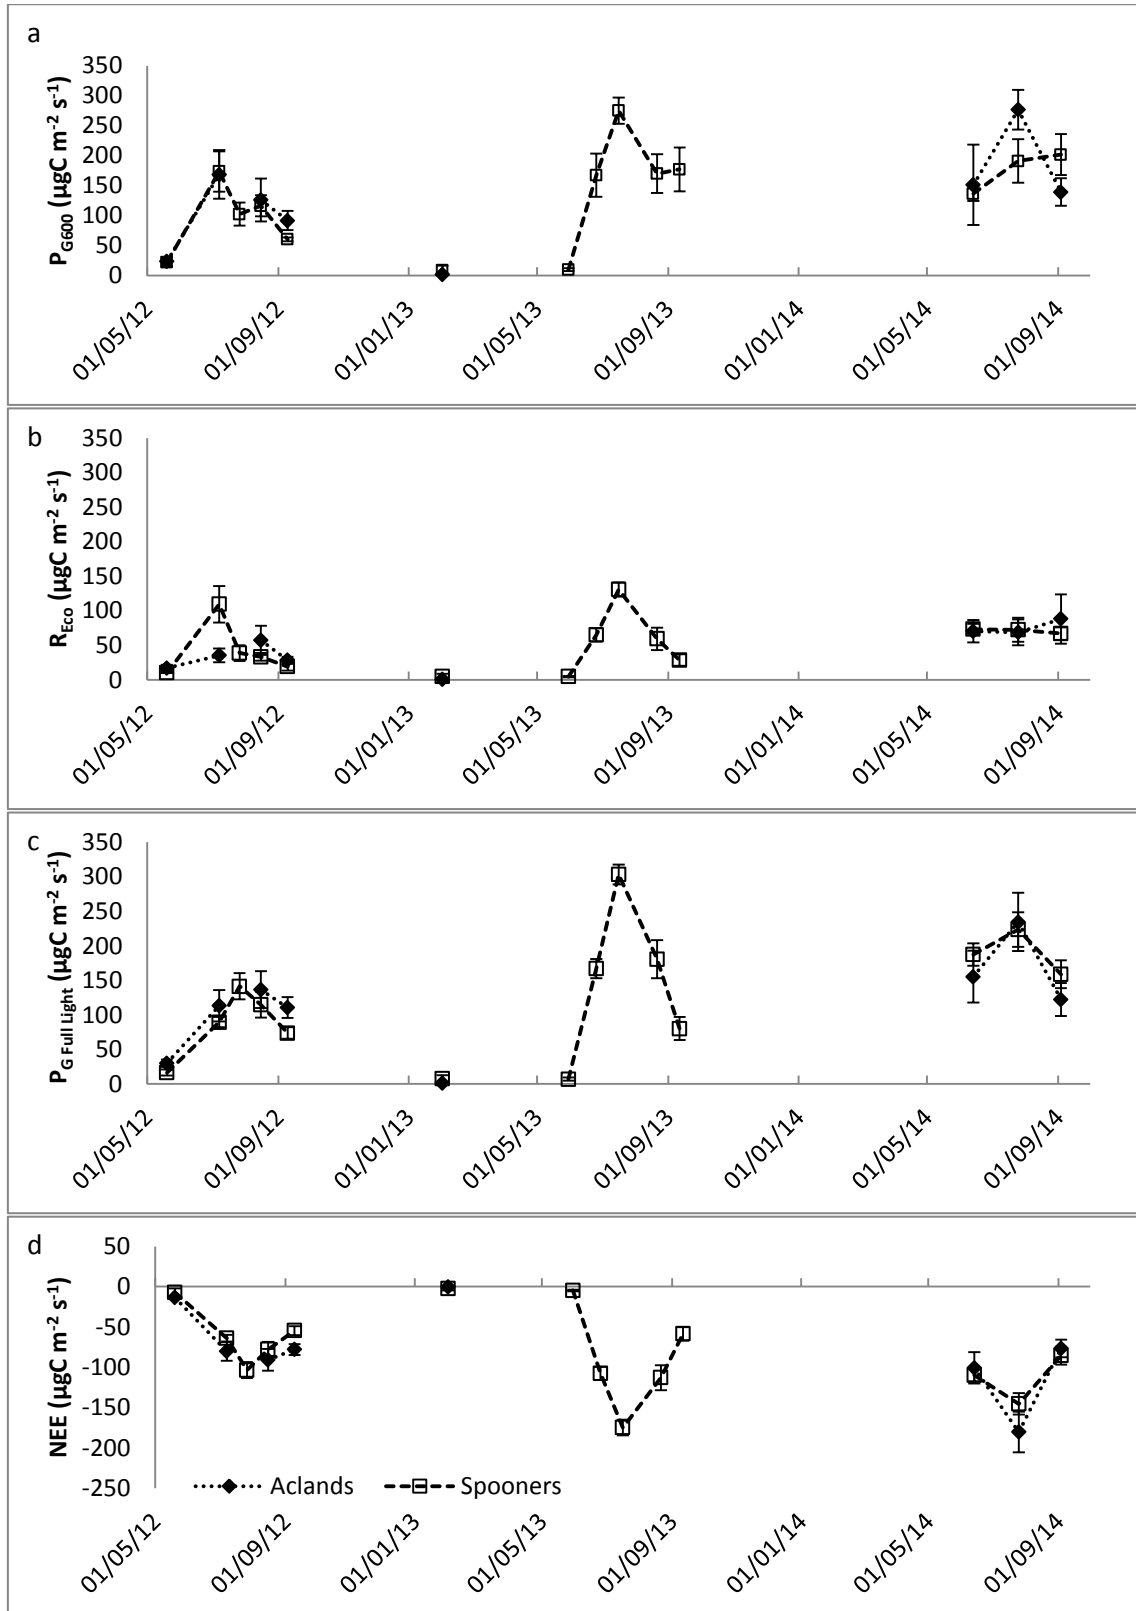 a
P_G600 (µgC m⁻² s⁻¹)
350
300
250
200
150
100
50
0
01/05/12 01/09/12 01/01/13 01/05/13 01/09/13 01/01/14 01/05/14 01/09/14
b
R_Eco (µgC m⁻² s⁻¹)
350
300
250
200
150
100
50
0
01/05/12 01/09/12 01/01/13 01/05/13 01/09/13 01/01/14 01/05/14 01/09/14
c
P_G Full Light (µgC m⁻² s⁻¹)
350
300
250
200
150
100
50
0
01/05/12 01/09/12 01/01/13 01/05/13 01/09/13 01/01/14 01/05/14 01/09/14
d
NEE (µgC m⁻² s⁻¹)
50
0
-50
-100
-150
-200
-250
Aclands Spooners
01/05/12 01/09/12 01/01/13 01/05/13 01/09/13 01/01/14 01/05/14 01/09/14